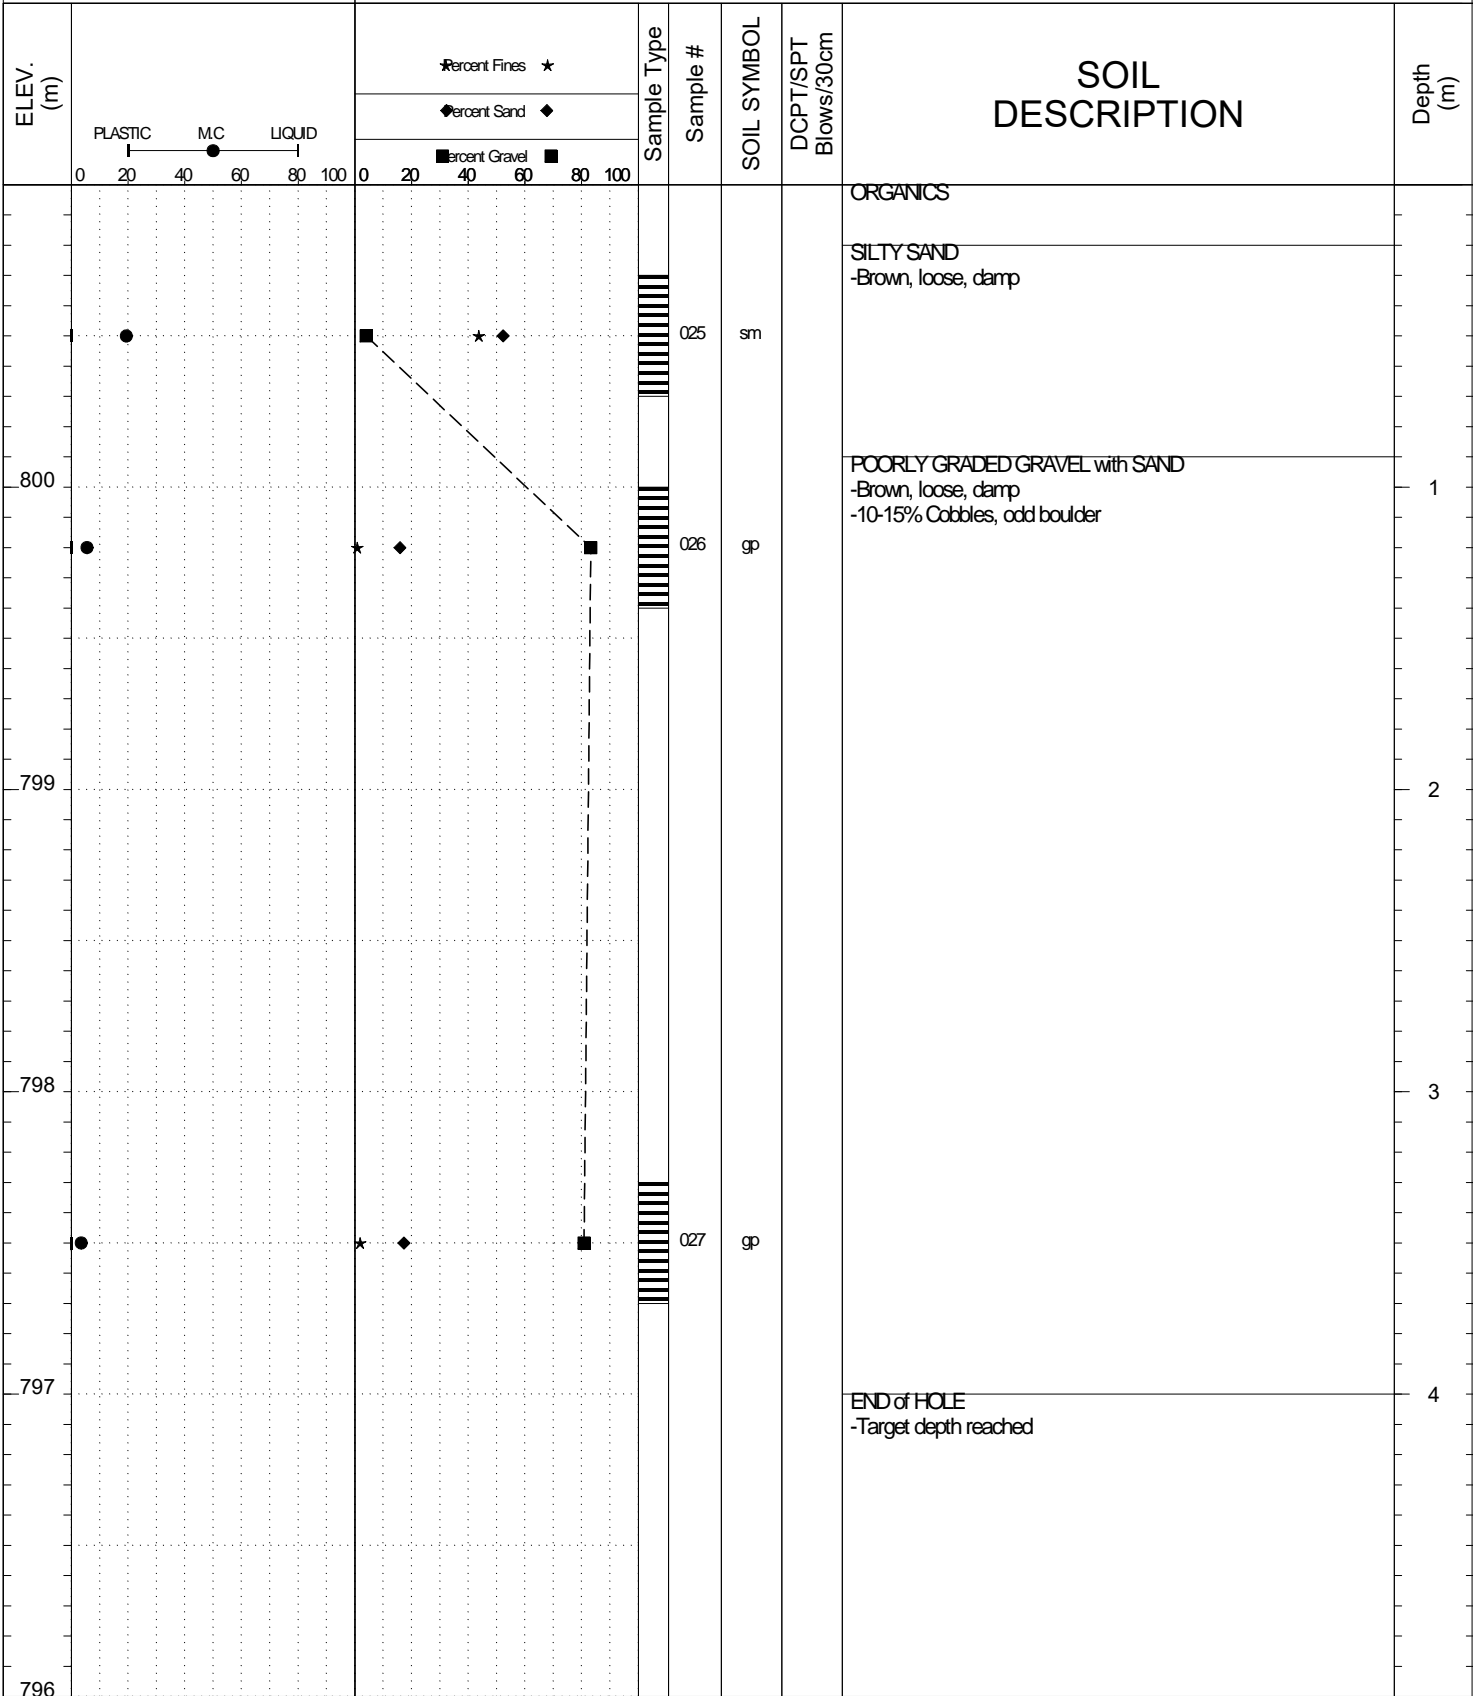 ELEV.
(m)
PLASTIC M.C LIQUID
0 20 40 60 80 100
Percent Fines
Percent Sand
Percent Gravel
0 20 40 60 80 100
Sample Type
Sample #
SOIL SYMBOL
DCPT/SPT
Blows/30cm
SOIL
DESCRIPTION
Depth
(m)
ORGANICS
SILTY SAND
-Brown, loose, damp
025 sm
POORLY GRADED GRAVEL with SAND
800 -Brown, loose, damp 1
-10-15% Cobbles, odd boulder
026 gp
799 2
798 3
027 gp
797 4
END of HOLE
-Target depth reached
796